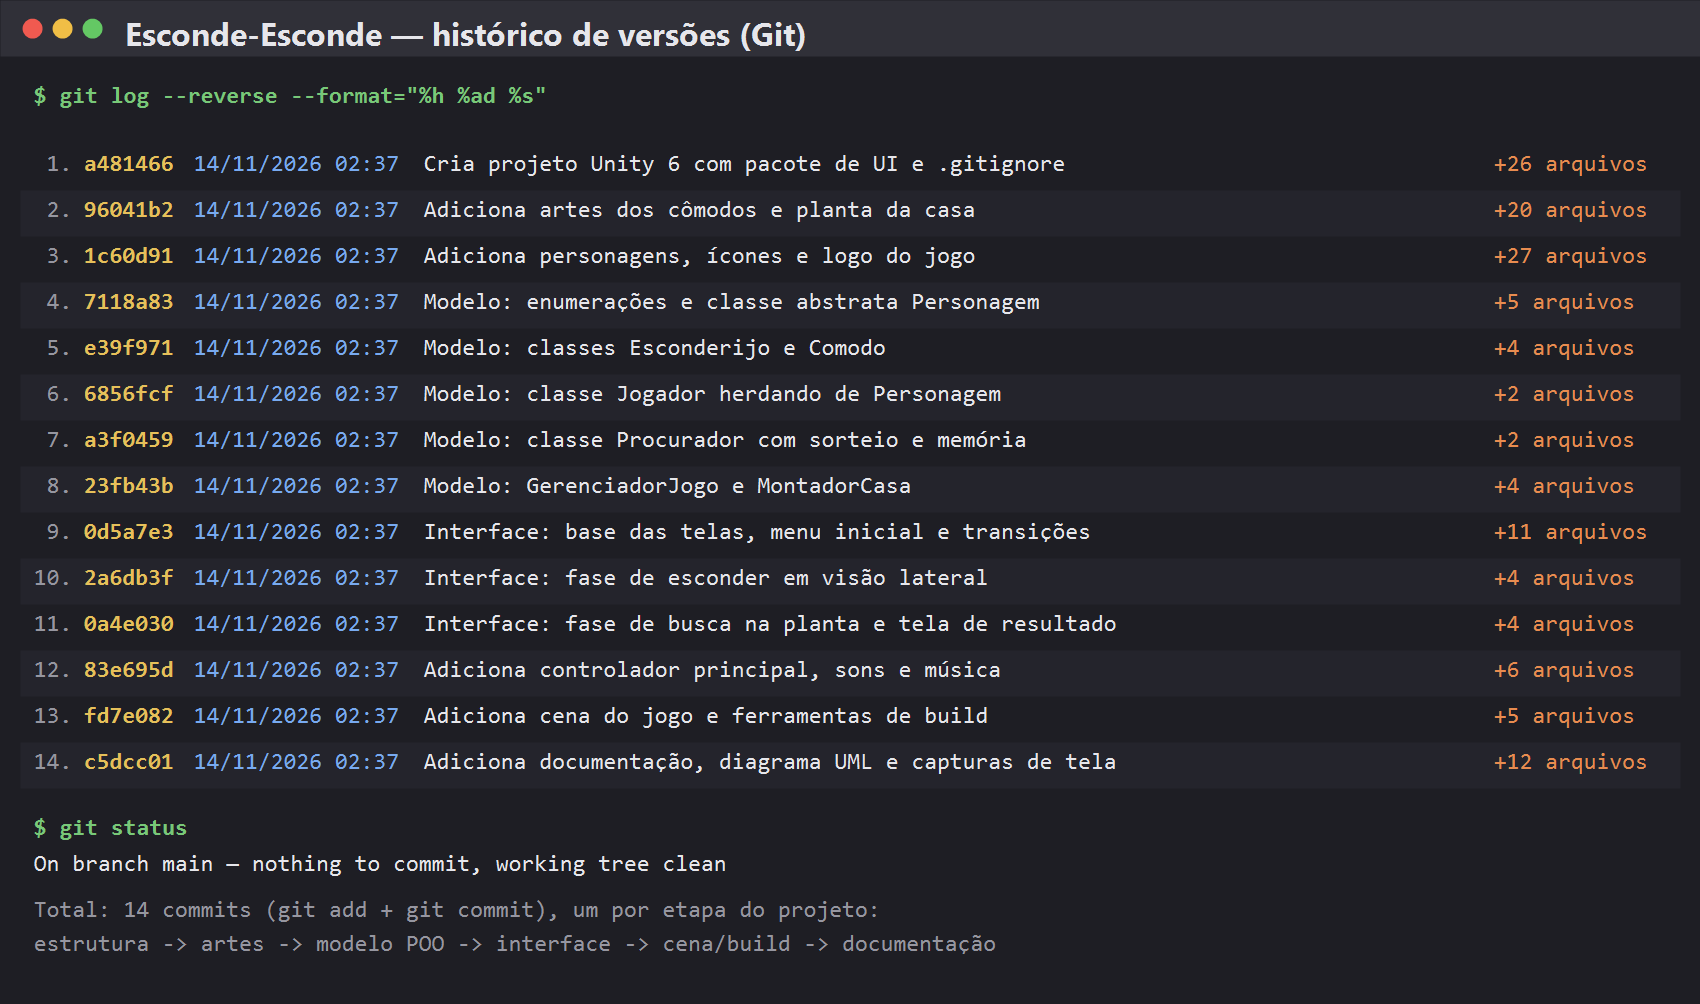 Esconde-Esconde — histórico de versões (Git)
$ git log --reverse --format="%h %ad %s"
1. a481466 14/11/2026 02:37 Cria projeto Unity 6 com pacote de UI e .gitignore +26 arquivos
2. 96041b2 14/11/2026 02:37 Adiciona artes dos cômodos e planta da casa +20 arquivos
3. 1c60d91 14/11/2026 02:37 Adiciona personagens, ícones e logo do jogo +27 arquivos
4. 7118a83 14/11/2026 02:37 Modelo: enumerações e classe abstrata Personagem +5 arquivos
5. e39f971 14/11/2026 02:37 Modelo: classes Esconderijo e Comodo +4 arquivos
6. 6856fcf 14/11/2026 02:37 Modelo: classe Jogador herdando de Personagem +2 arquivos
7. a3f0459 14/11/2026 02:37 Modelo: classe Procurador com sorteio e memória +2 arquivos
8. 23fb43b 14/11/2026 02:37 Modelo: GerenciadorJogo e MontadorCasa +4 arquivos
9. 0d5a7e3 14/11/2026 02:37 Interface: base das telas, menu inicial e transições +11 arquivos
10. 2a6db3f 14/11/2026 02:37 Interface: fase de esconder em visão lateral +4 arquivos
11. 0a4e030 14/11/2026 02:37 Interface: fase de busca na planta e tela de resultado +4 arquivos
12. 83e695d 14/11/2026 02:37 Adiciona controlador principal, sons e música +6 arquivos
13. fd7e082 14/11/2026 02:37 Adiciona cena do jogo e ferramentas de build +5 arquivos
14. c5dcc01 14/11/2026 02:37 Adiciona documentação, diagrama UML e capturas de tela +12 arquivos
$ git status
On branch main — nothing to commit, working tree clean
Total: 14 commits (git add + git commit), um por etapa do projeto:
estrutura -> artes -> modelo POO -> interface -> cena/build -> documentação